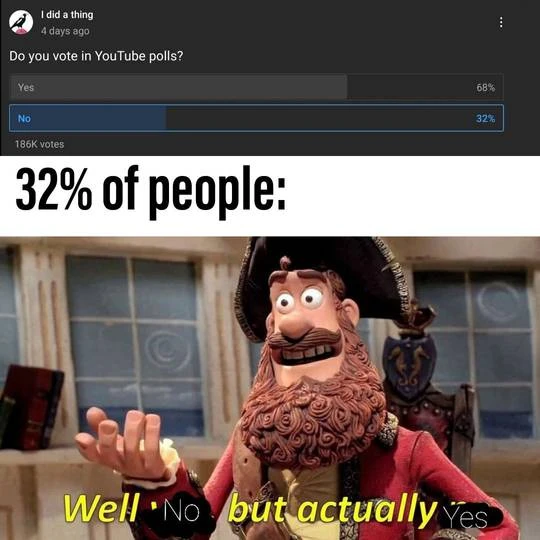 I did a thing
4 days ago
Do you vote in YouTube polls?
Yes 68%
No 32%
186K votes
32% of people:
Well No but actually Yes